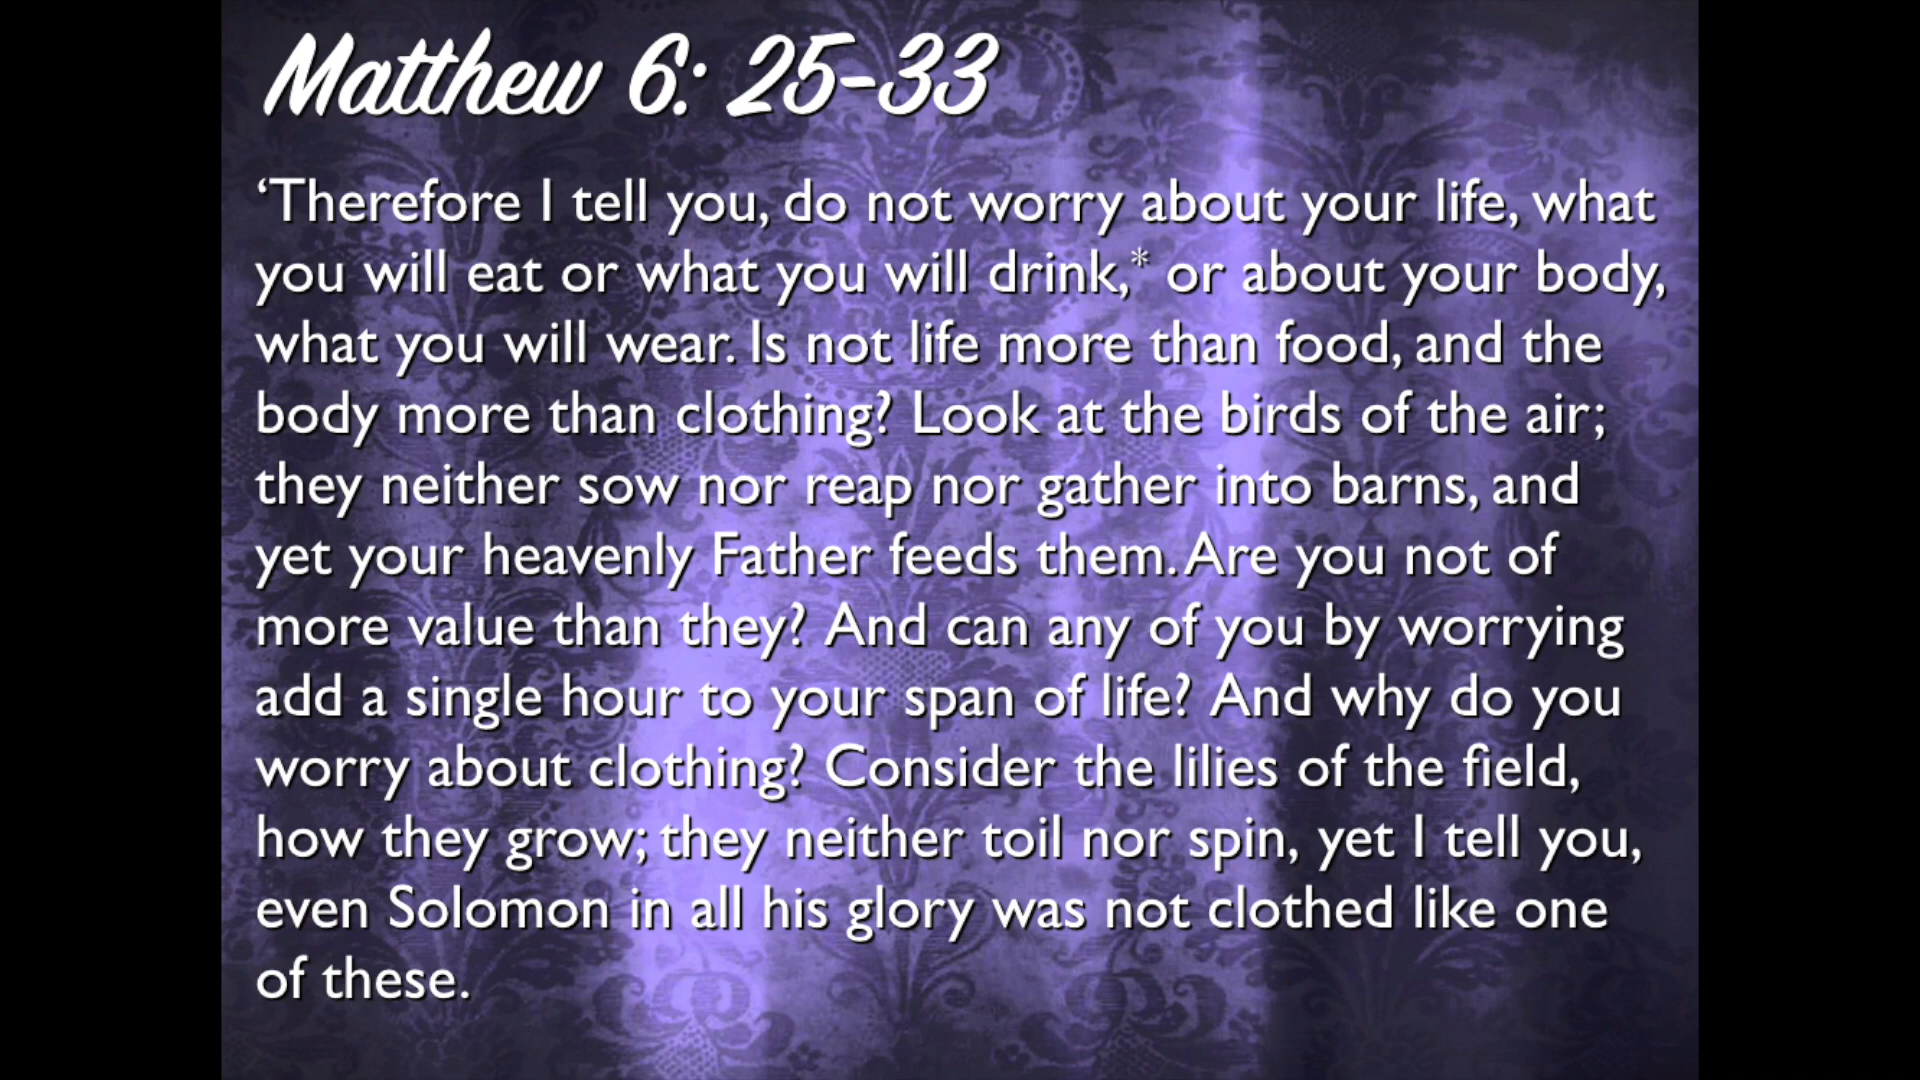 Matthew 6: 25-33
‘Therefore I tell you, do not worry about your life, what
you will eat or what you will drink,* or about your body,
what you will wear. Is not life more than food, and the
body more than clothing? Look at the birds of the air;
they neither sow nor reap nor gather into barns, and
yet your heavenly Father feeds them. Are you not of
more value than they? And can any of you by worrying
add a single hour to your span of life? And why do you
worry about clothing? Consider the lilies of the field,
how they grow; they neither toil nor spin, yet I tell you,
even Solomon in all his glory was not clothed like one
of these.